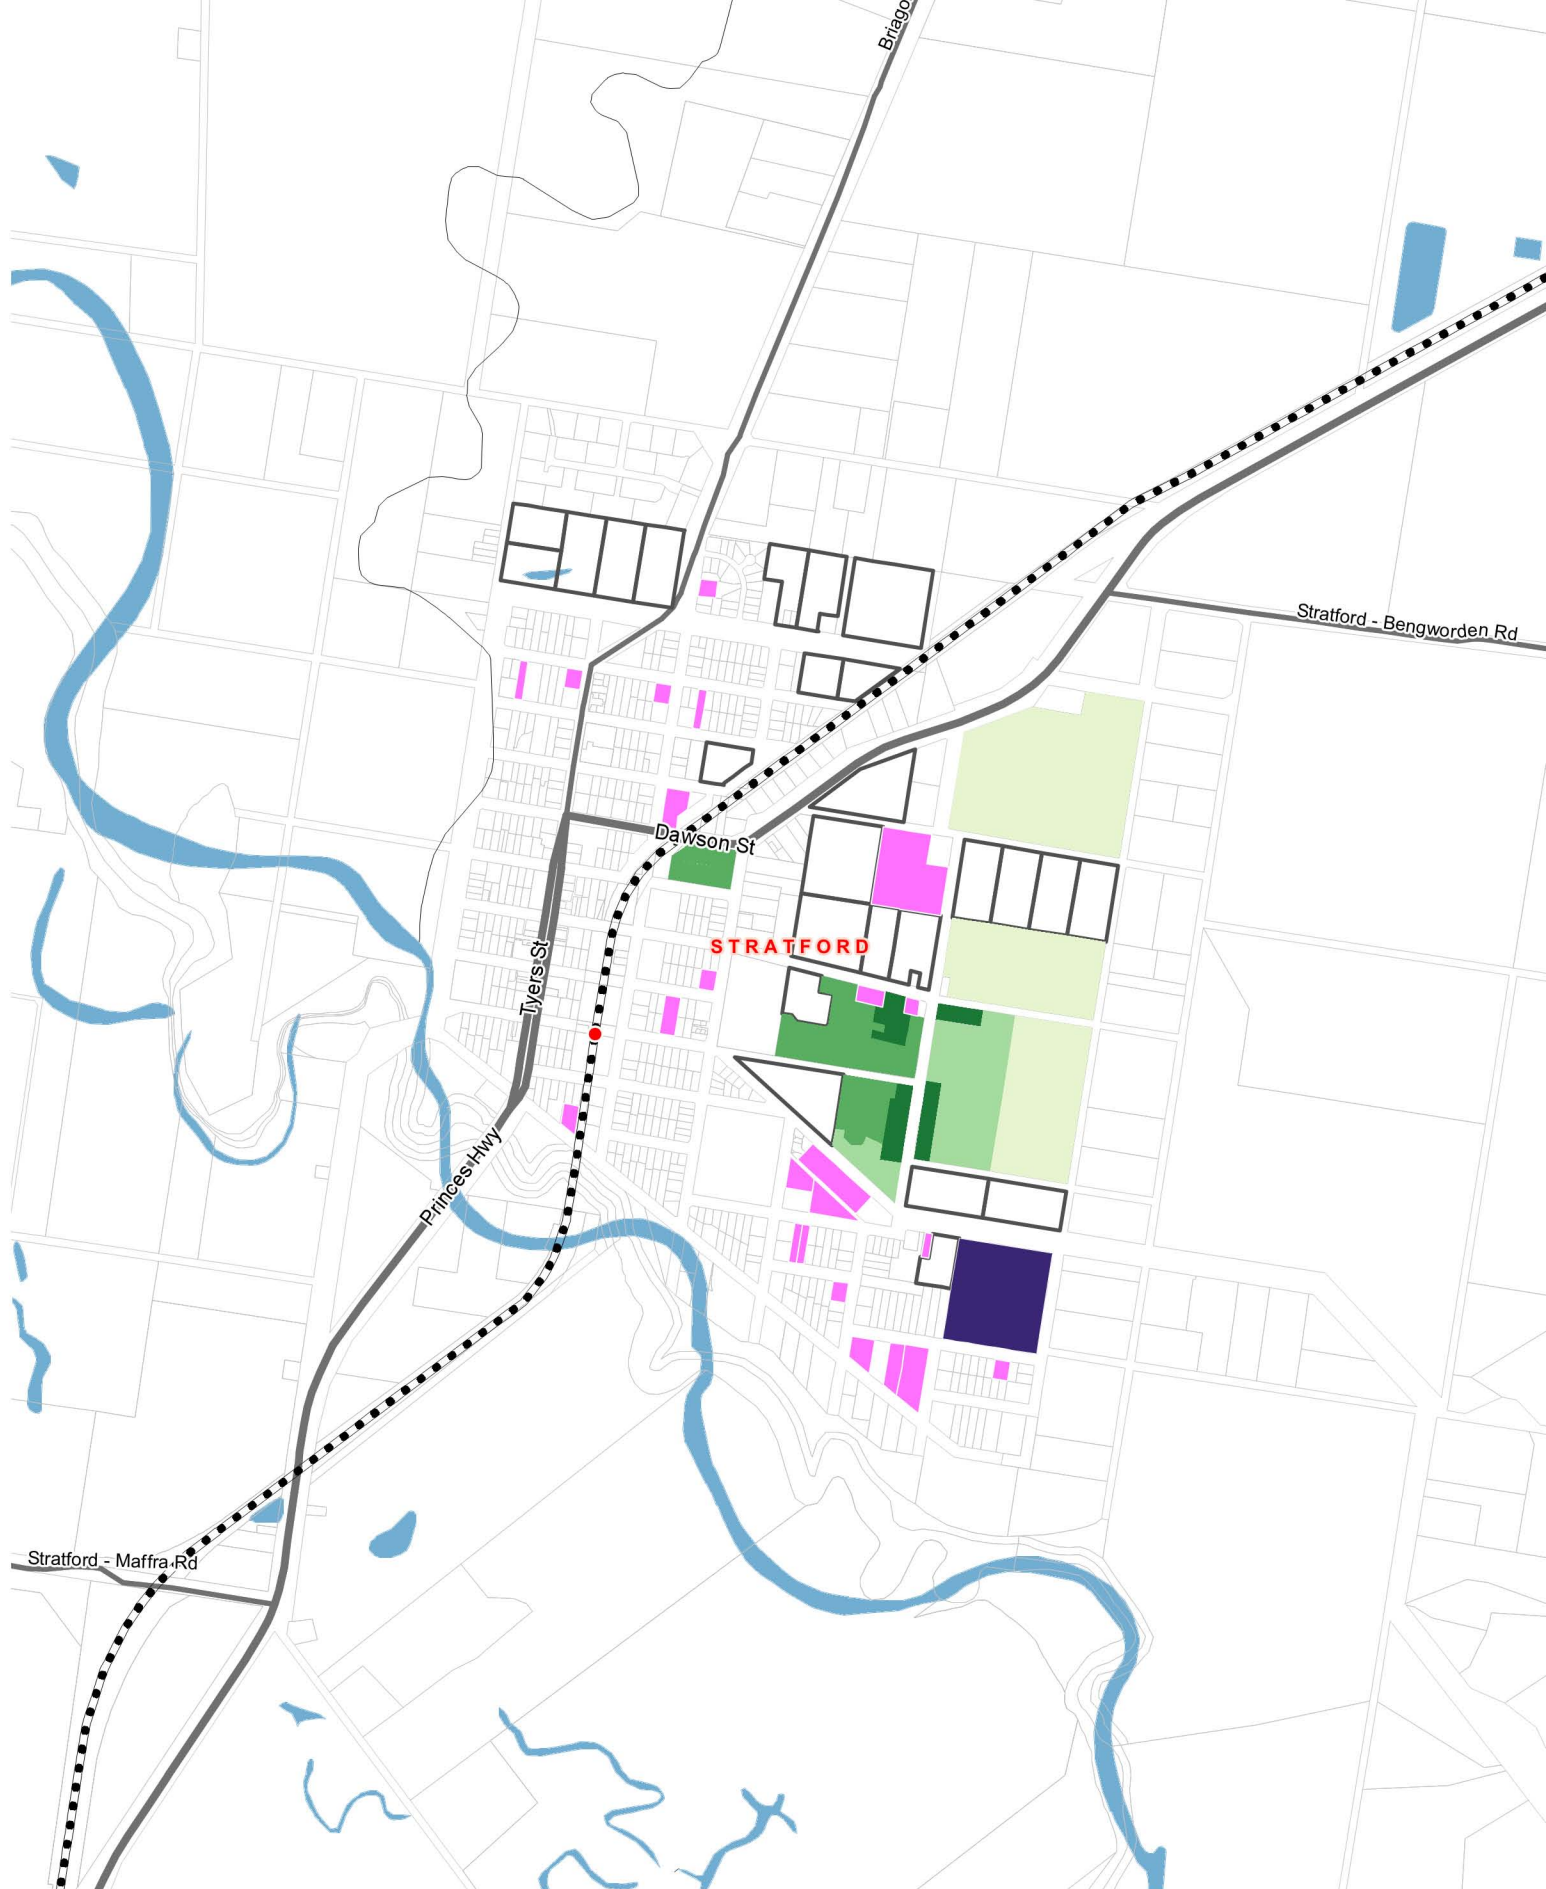 Briago
Stratford - Bengworden Rd
Dawson St
STRATFORD
Tyers St
Princes Hwy
Stratford - Maffra Rd